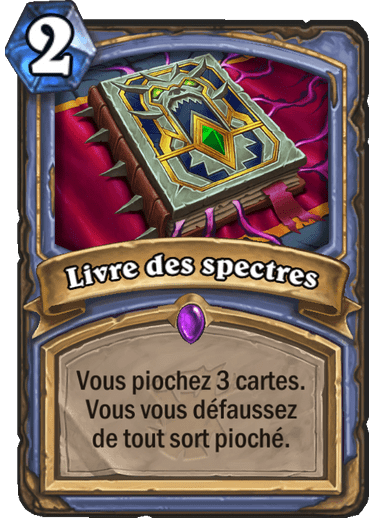 2
Livre des spectres
Vous piochez 3 cartes.
Vous vous défaussez
de tout sort pioché.